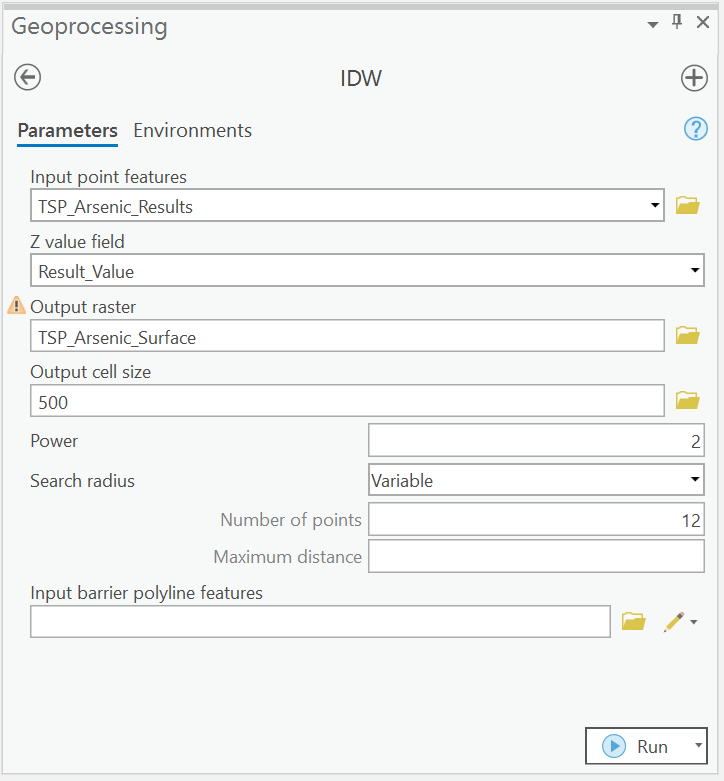 Geoprocessing
IDW
Parameters Environments
Input point features
TSP_Arsenic_Results
Z value field
Result_Value
Output raster
TSP_Arsenic_Surface
Output cell size
500
Power 2
Search radius Variable
Number of points 12
Maximum distance
Input barrier polyline features
Run